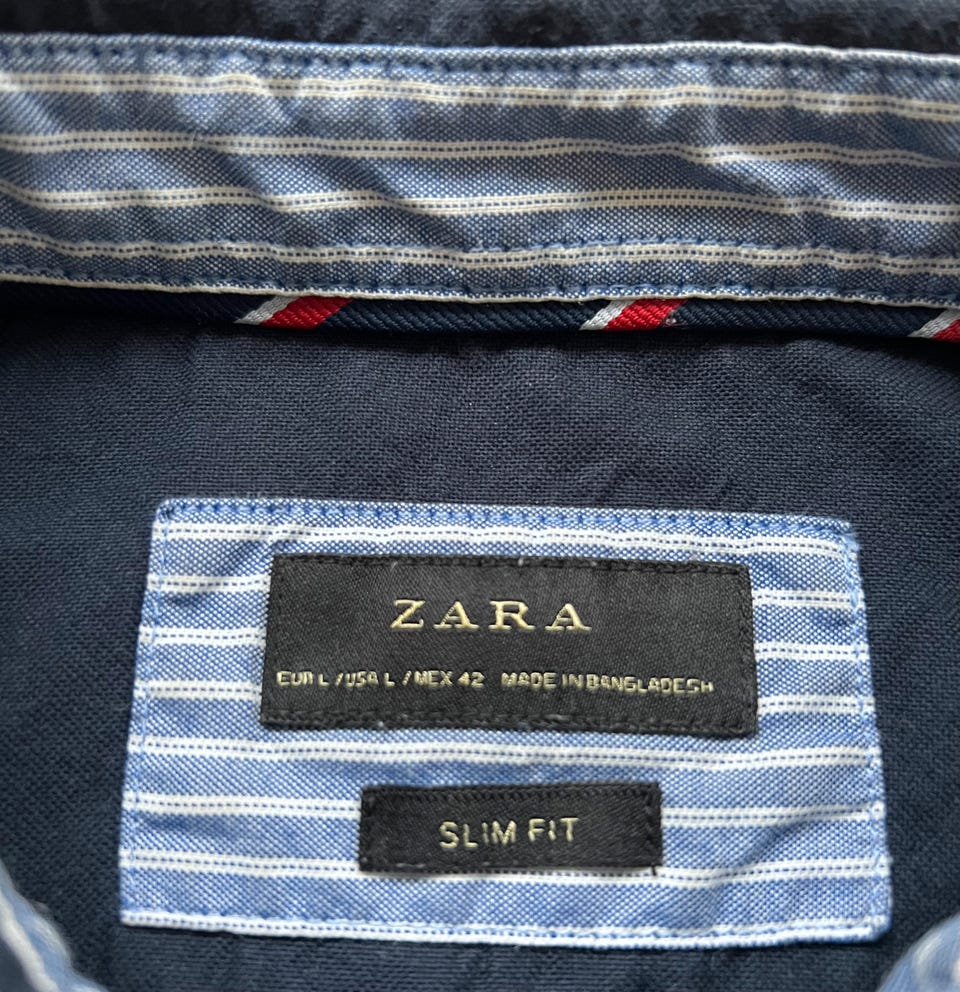 ZARA
EUR L / USA L / MEX 42 MADE IN BANGLADESH
SLIM FIT